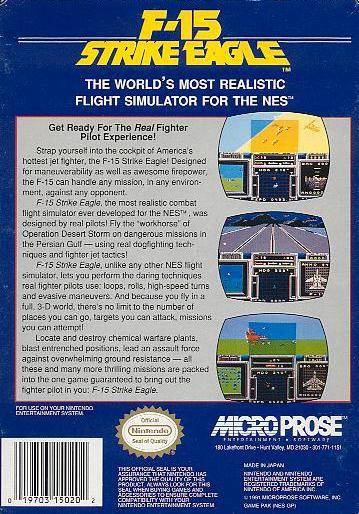 F-15
STRIKE EAGLE™
THE WORLD'S MOST REALISTIC
FLIGHT SIMULATOR FOR THE NES™
Get Ready For The Real Fighter
Pilot Experience!
Strap yourself into the cockpit of America's
hottest jet fighter, the F-15 Strike Eagle! Designed
for maneuverability as well as awesome firepower,
the F-15 can handle any mission, in any environ-
ment, against any opponent.
F-15 Strike Eagle, the most realistic combat
flight simulator ever developed for the NES™, was
designed by real pilots! Fly the "workhorse" of
Operation Desert Storm on dangerous missions in
the Persian Gulf — using real dogfighting tech-
niques and fighter jet tactics!
F-15 Strike Eagle, unlike any other NES flight
simulator, lets you perform the daring techniques
real fighter pilots use: loops, rolls, high-speed turns
and evasive maneuvers. And because you fly in a
full, 3-D world, there's no limit to the number of
places you can go, targets you can attack, missions
you can attempt!
Locate and destroy chemical warfare plants,
blast entrenched positions, lead an assault force
against overwhelming ground resistance — all
these and many more thrilling missions are packed
into the one game guaranteed to bring out the
fighter pilot in you: F-15 Strike Eagle.
FOR USE ON YOUR NINTENDO
ENTERTAINMENT SYSTEM
0 19703 15020 2
Official
Nintendo
Seal of Quality
THIS OFFICIAL SEAL IS YOUR
ASSURANCE THAT NINTENDO HAS
APPROVED THE QUALITY OF THIS
PRODUCT. ALWAYS LOOK FOR THIS
SEAL WHEN BUYING GAMES AND
ACCESSORIES TO ENSURE COMPLETE
COMPATIBILITY WITH YOUR
NINTENDO ENTERTAINMENT SYSTEM
MICROPROSE
ENTERTAINMENT • SOFTWARE
180 Lakefront Drive • Hunt Valley, MD 21030 • 301-771-1151
MADE IN JAPAN
NINTENDO AND NINTENDO
ENTERTAINMENT SYSTEM ARE
REGISTERED TRADEMARKS OF
NINTENDO OF AMERICA INC.
© 1991 MICROPROSE SOFTWARE, INC.
GAME PAK (NES GP)